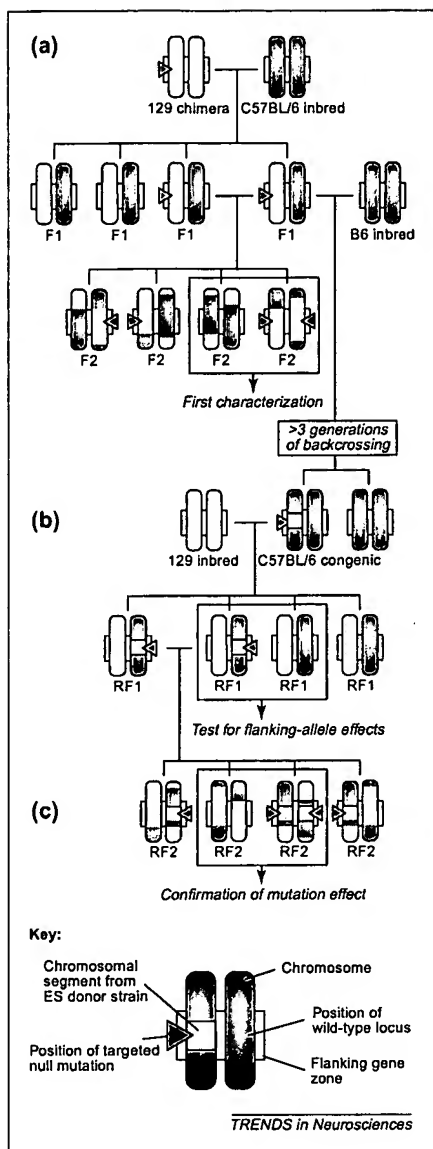 (a)
129 chimera C57BL/6 inbred
F1 F1 F1 F1 B6 inbred
F2 F2 F2 F2
First characterization
>3 generations
of backcrossing
(b)
129 inbred C57BL/6 congenic
RF1 RF1 RF1 RF1
Test for flanking-allele effects
(c)
RF2 RF2 RF2 RF2
Confirmation of mutation effect
Key:
Chromosomal
segment from
ES donor strain
Chromosome
Position of targeted
null mutation
Position of
wild-type locus
Flanking gene
zone
TRENDS in Neurosciences